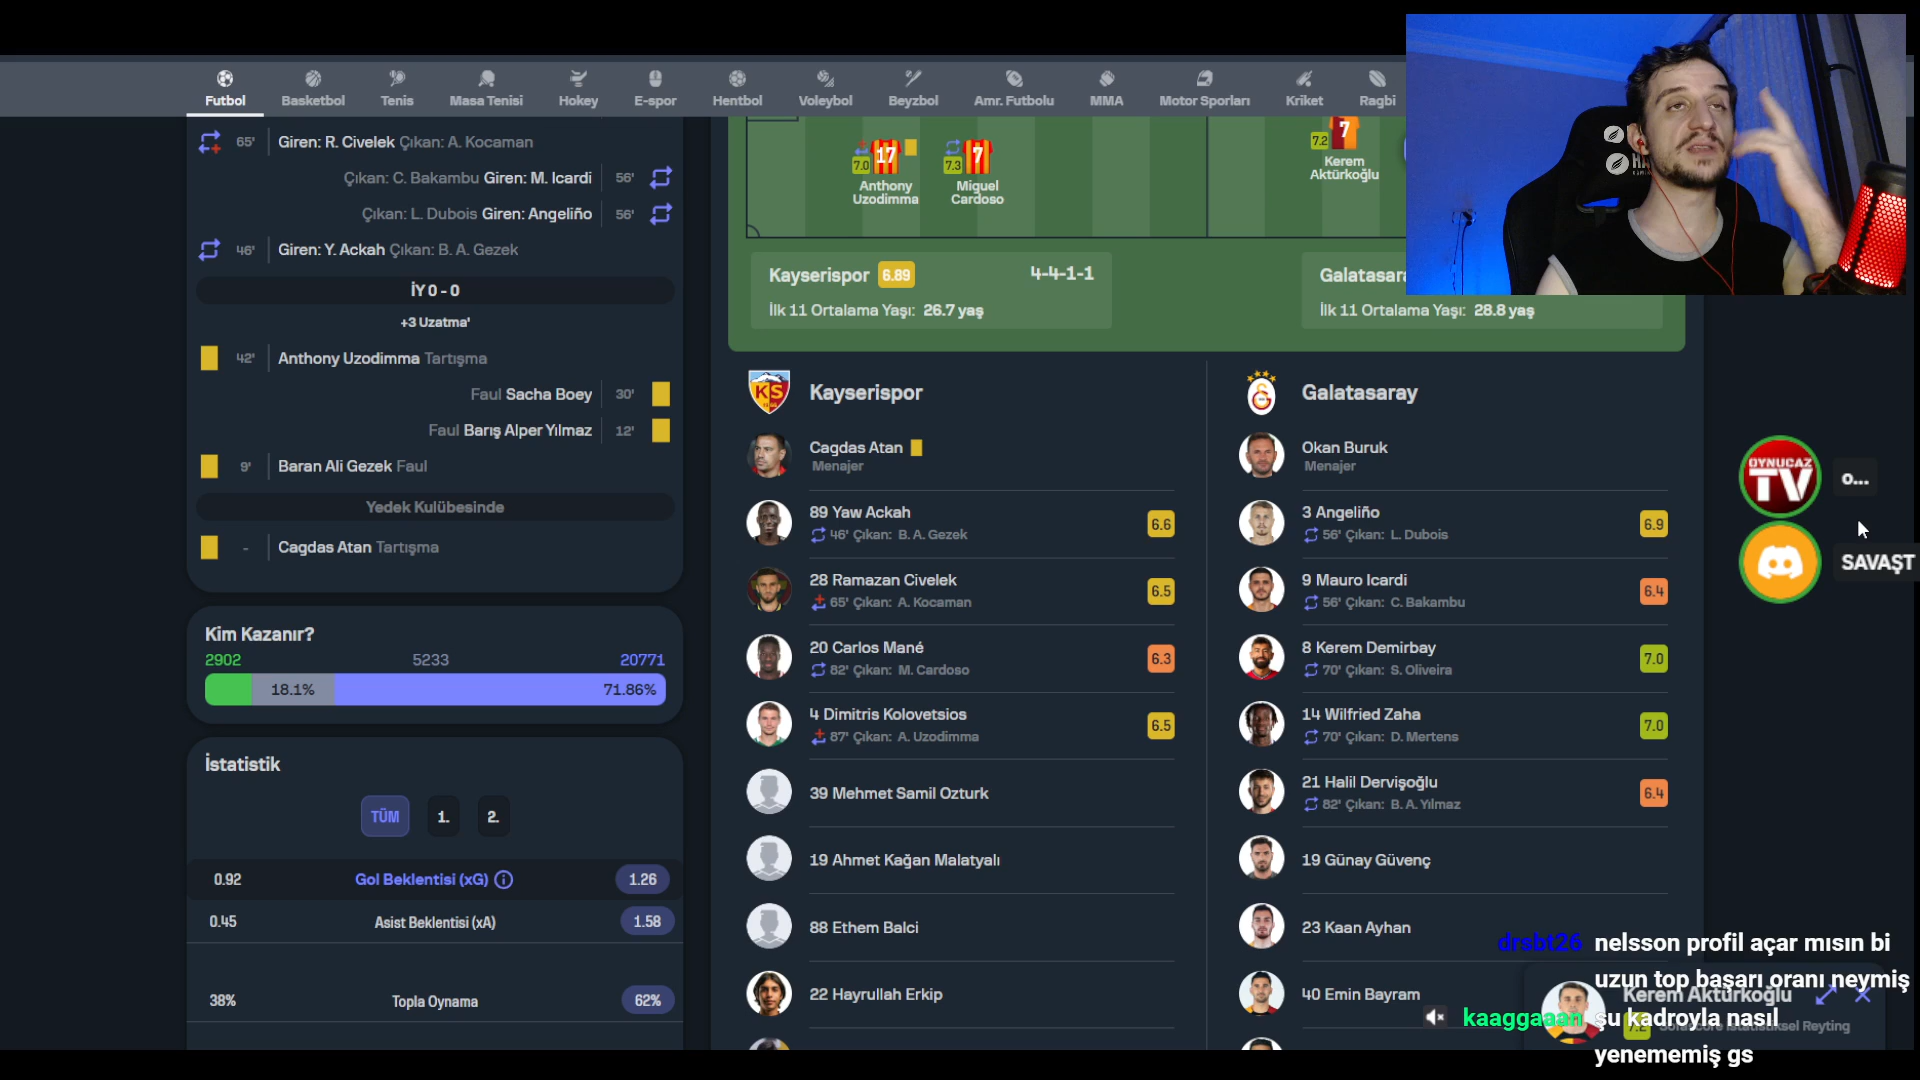 Futbol
Basketbol
Tenis
Masa Tenisi
Hokey
E-spor
Hentbol
Voleybol
Beyzbol
Amr. Futbolu
MMA
Motor Sporları
Kriket
Ragbi
65' Giren: R. Civelek Çıkan: A. Kocaman
Çıkan: C. Bakambu Giren: M. Icardi 56'
Çıkan: L. Dubois Giren: Angeliño 56'
46' Giren: Y. Ackah Çıkan: B. A. Gezek
İY 0 - 0
+3 Uzatma'
42' Anthony Uzodimma Tartışma
Faul Sacha Boey 30'
Faul Barış Alper Yılmaz 12'
9' Baran Ali Gezek Faul
Yedek Kulübesinde
- Cagdas Atan Tartışma
Kim Kazanır?
2902 5233 20771
18.1% 71.86%
İstatistik
TÜM 1. 2.
0.92 Gol Beklentisi (xG) 1.26
0.45 Asist Beklentisi (xA) 1.58
38% Topla Oynama 62%
17
7.0
Anthony
Uzodimma
7
7.3
Miguel
Cardoso
7
7.2
Kerem
Aktürkoğlu
Kayserispor 6.89 4-4-1-1
İlk 11 Ortalama Yaşı: 26.7 yaş
Galatasar
İlk 11 Ortalama Yaşı: 28.8 yaş
KS
Kayserispor
Cagdas Atan
Menajer
89 Yaw Ackah
46' Çıkan: B. A. Gezek
6.6
28 Ramazan Civelek
65' Çıkan: A. Kocaman
6.5
20 Carlos Mané
82' Çıkan: M. Cardoso
6.3
4 Dimitris Kolovetsios
87' Çıkan: A. Uzodimma
6.5
39 Mehmet Samil Ozturk
19 Ahmet Kağan Malatyalı
88 Ethem Balci
22 Hayrullah Erkip
Galatasaray
Okan Buruk
Menajer
3 Angeliño
56' Çıkan: L. Dubois
6.9
9 Mauro Icardi
56' Çıkan: C. Bakambu
6.4
8 Kerem Demirbay
70' Çıkan: S. Oliveira
7.0
14 Wilfried Zaha
70' Çıkan: D. Mertens
7.0
21 Halil Dervişoğlu
82' Çıkan: B. A. Yılmaz
6.4
19 Günay Güvenç
23 Kaan Ayhan
40 Emin Bayram
OYNUCAZ
TV
o...
SAVAŞT
drsbt26 nelsson profil açar mısın bi
uzun top başarı oranı neymiş
kaaggaaan şu kadroyla nasıl
yenememiş gs
Kerem Aktürkoğlu
7.2
Reyting